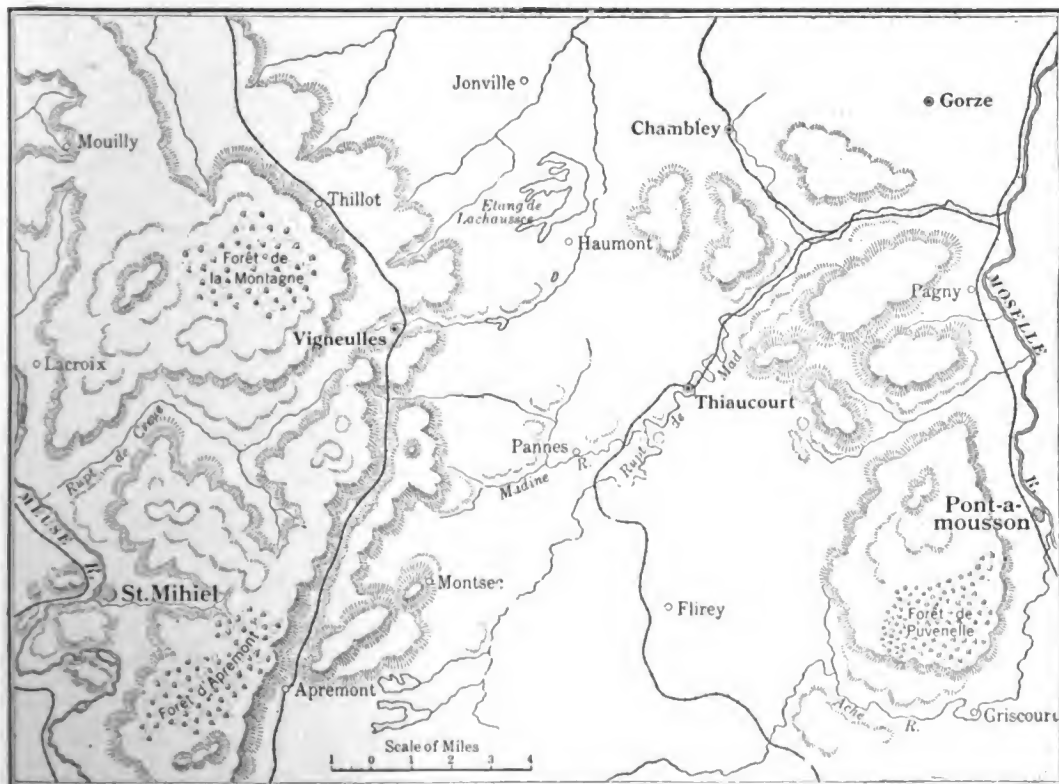 Jonville
Gorze
Chambley
Mouilly
Thillot
Etang de
Lachaussee
Haumont
Forêt de
la Montagne
D
Pagny
MOSELLE
Vigneulles
Lacroix
Mad
Thiaucourt
de
Rupt
Rupt de Creue
Pannes
R.
Madine
R.
Pont-a-
mousson
MEUSE
R.
St. Mihiel
Montsec
Flirey
Forêt de
Puvenelle
Forêt
d'Apremont
Apremont
Ache
R.
Griscourt
Scale of Miles
1 0 1 2 3 4